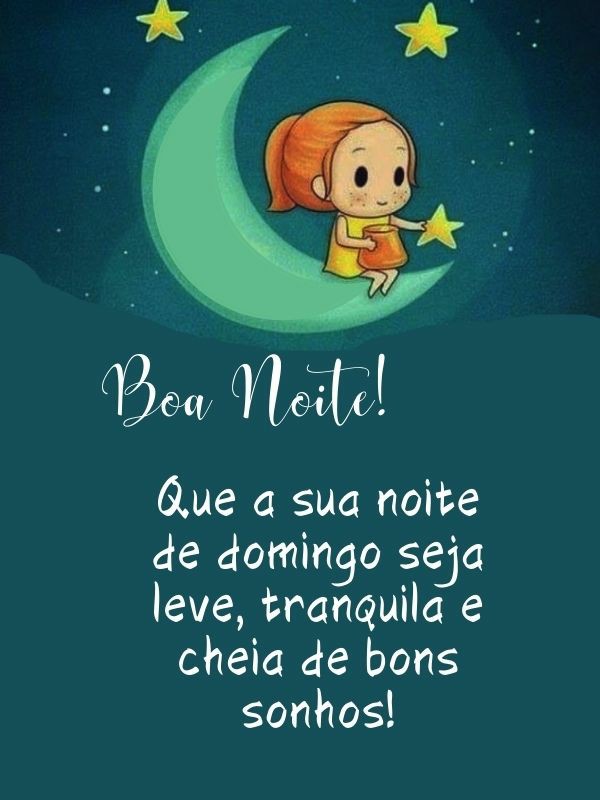 Boa Noite!
Que a sua noite
de domingo seja
leve, tranquila e
cheia de bons
sonhos!